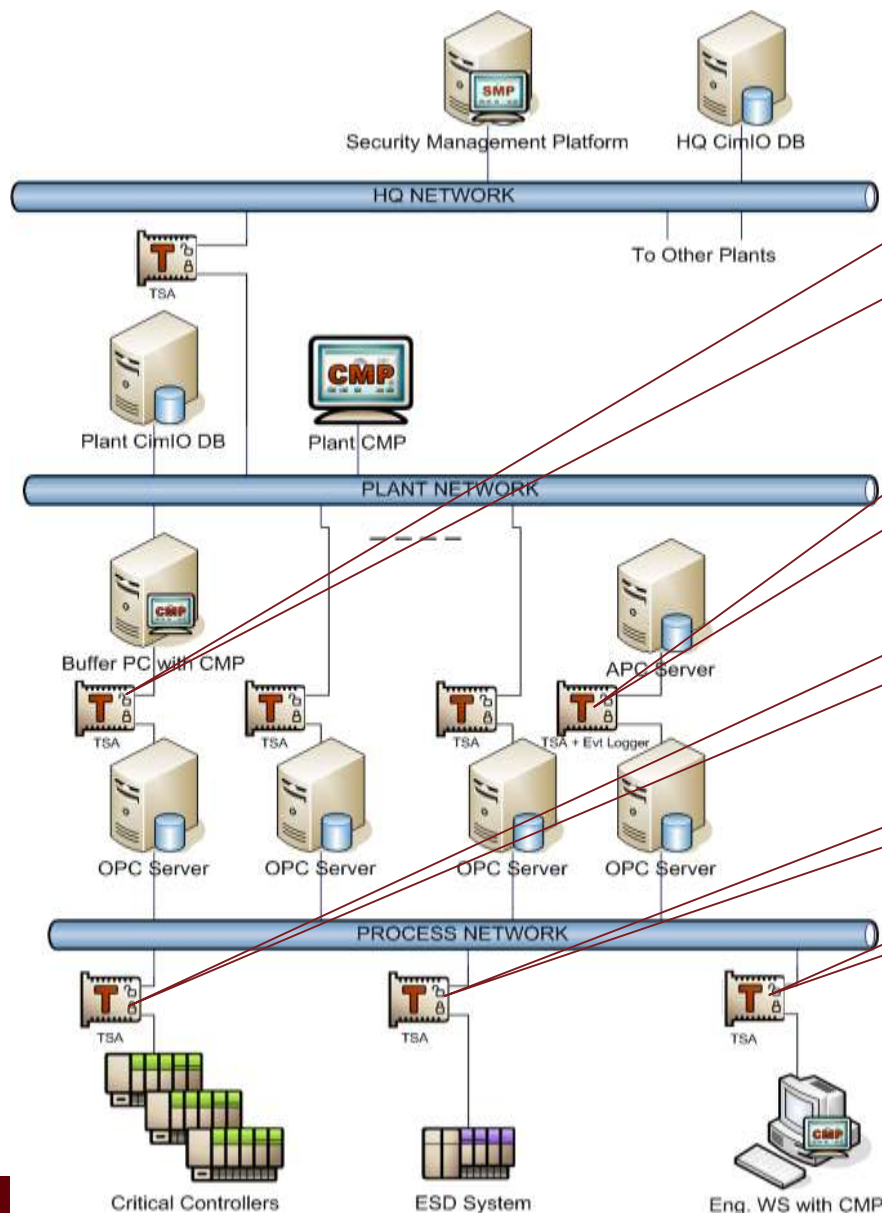 SMP
Security Management Platform
HQ CimIO DB
HQ NETWORK
T
TSA
To Other Plants
CMP
Plant CimIO DB
Plant CMP
PLANT NETWORK
CMP
Buffer PC with CMP
APC Server
T
T
T
T
TSA
TSA
TSA
TSA + Evt Logger
OPC Server
OPC Server
OPC Server
OPC Server
PROCESS NETWORK
T
T
T
TSA
TSA
TSA
CMP
Critical Controllers
ESD System
Eng. WS with CMP